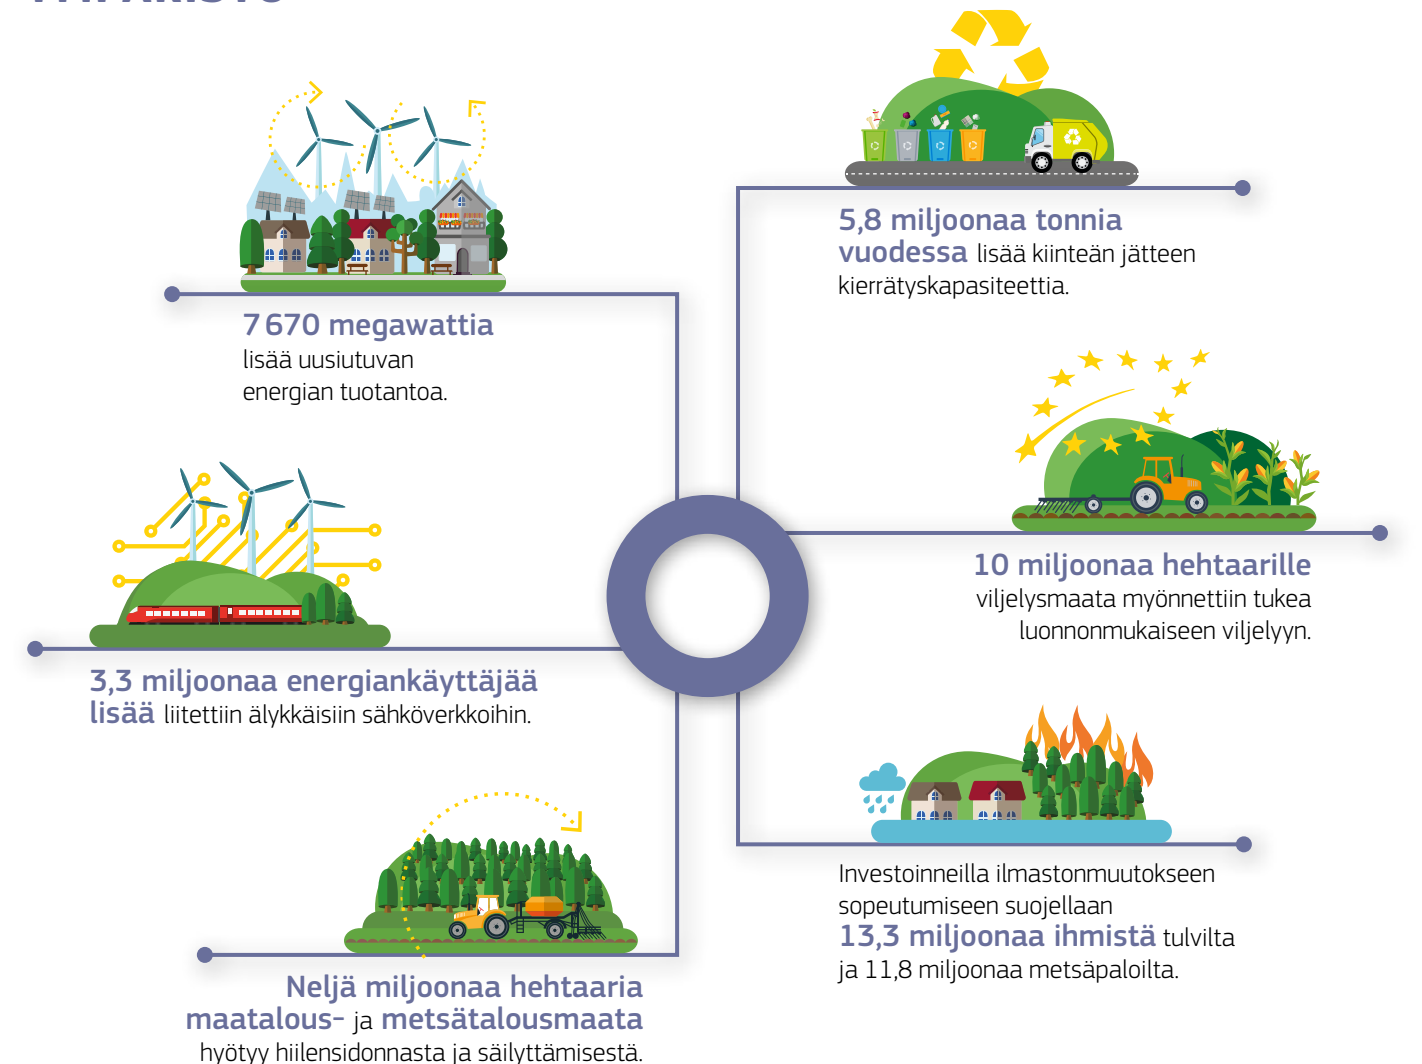 7 670 megawattia
lisää uusiutuvan
energian tuotantoa.
3,3 miljoonaa energiankäyttäjää
lisää liitettiin älykkäisiin sähköverkkoihin.
Neljä miljoonaa hehtaaria
maatalous- ja metsätalousmaata
hyötyy hiilensidonnasta ja säilyttämisestä.
5,8 miljoonaa tonnia
vuodessa lisää kiinteän jätteen
kierrätyskapasiteettia.
10 miljoonaa hehtaarille
viljelysmaata myönnettiin tukea
luonnonmukaiseen viljelyyn.
Investoinneilla ilmastonmuutokseen
sopeutumiseen suojellaan
13,3 miljoonaa ihmistä tulvilta
ja 11,8 miljoonaa metsäpaloilta.